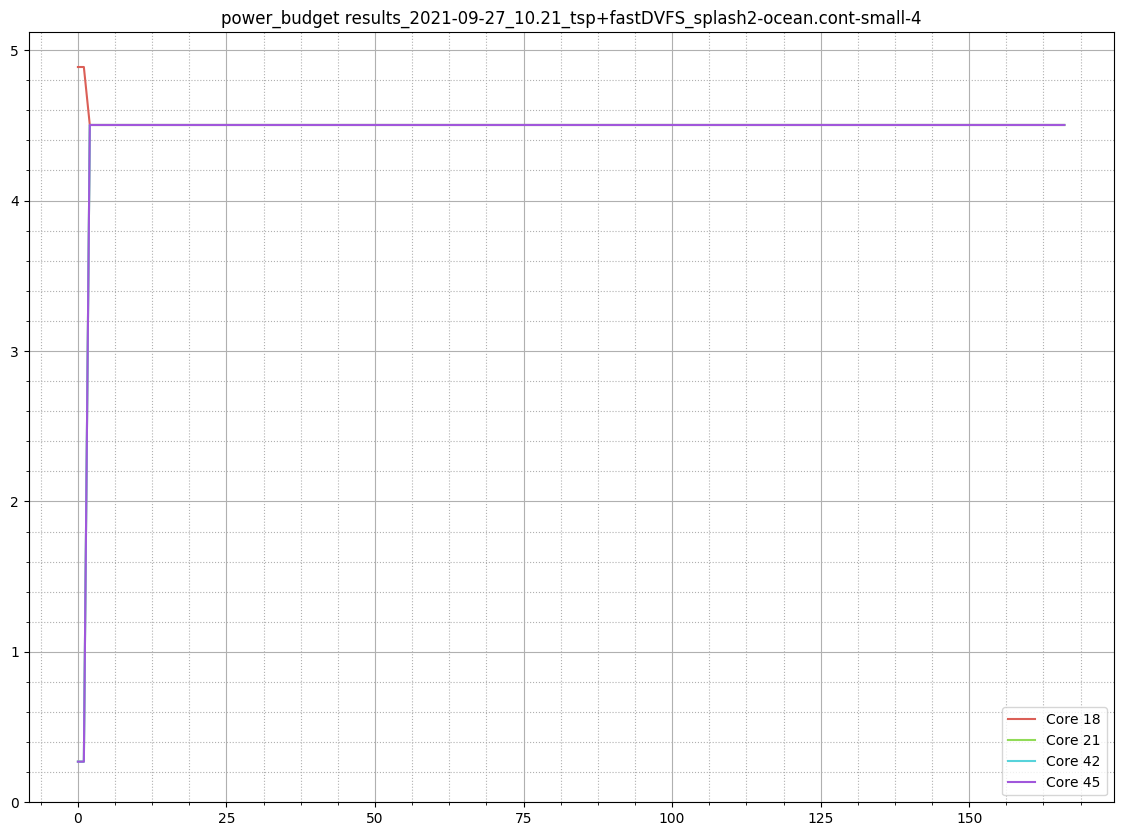 power_budget results_2021-09-27_10.21_tsp+fastDVFS_splash2-ocean.cont-small-4
5
4
3
2
1
0
Core 18
Core 21
Core 42
Core 45
0 25 50 75 100 125 150